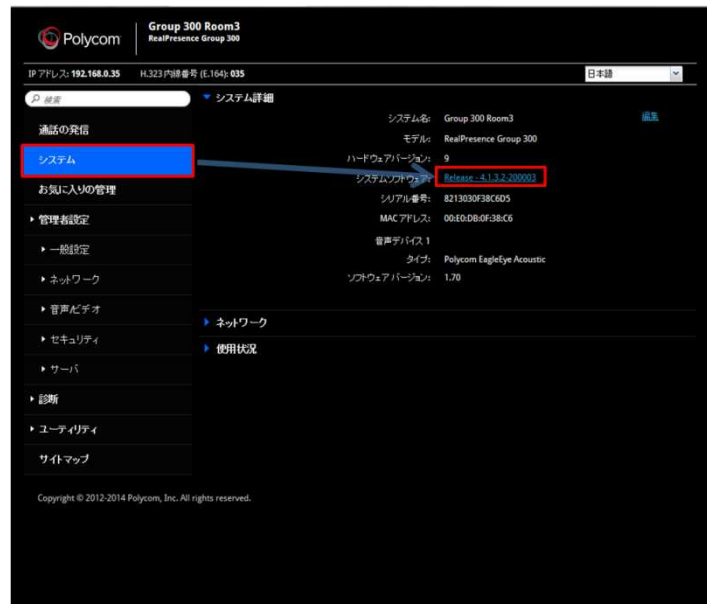 Polycom
Group 300 Room3
RealPresence Group 300
IPアドレス: 192.168.0.35 H.323内線番号 (E.164): 035
日本語
検索
通話の発信
システム
お気に入りの管理
管理者設定
一般設定
ネットワーク
音声/ビデオ
セキュリティ
サーバ
診断
ユーティリティ
サイトマップ
システム詳細
システム名: Group 300 Room3 編集
モデル: RealPresence Group 300
ハードウェアバージョン: 9
システムソフトウェア: Release - 4.1.3.2-200003
シリアル番号: 8213030F38C6D5
MACアドレス: 00:E0:DB:0F:38:C6
音声デバイス 1
タイプ: Polycom EagleEye Acoustic
ソフトウェア バージョン: 1.70
ネットワーク
使用状況
Copyright © 2012-2014 Polycom, Inc. All rights reserved.